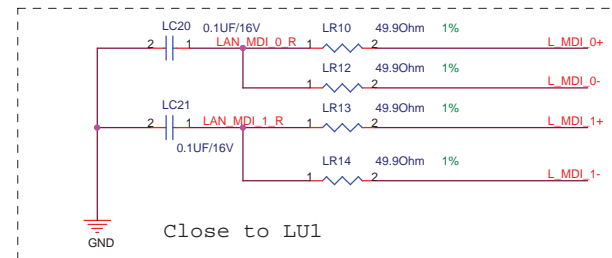 LC20 0.1UF/16V LR10 49.9Ohm 1%
2 1 LAN_MDI_0_R 1 2 L_MDI_0+
LR12 49.9Ohm 1%
1 2 L_MDI_0-
LC21 LR13 49.9Ohm 1%
2 1 LAN_MDI_1_R 1 2 L_MDI_1+
0.1UF/16V
LR14 49.9Ohm 1%
1 2 L_MDI_1-
Close to LU1
GND